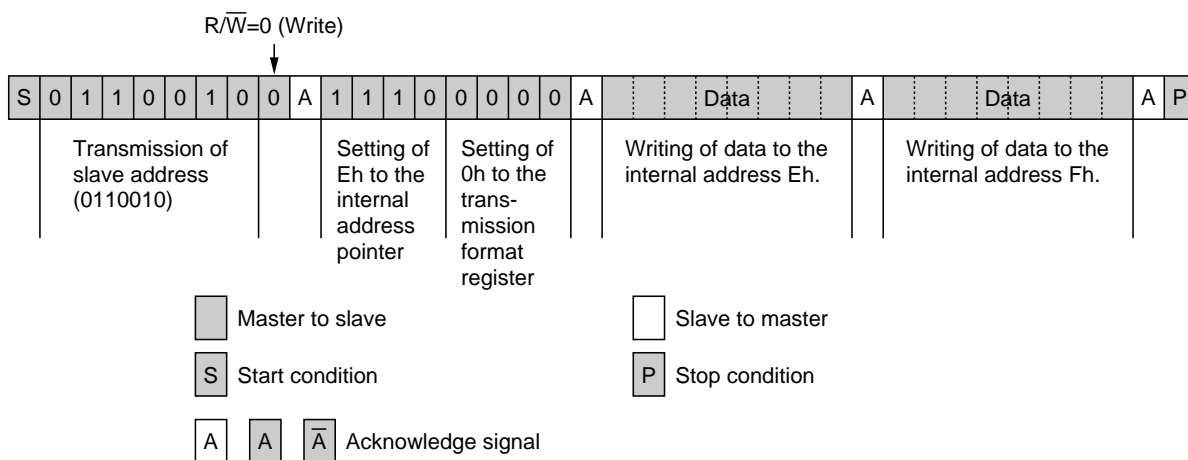 R/W̅=0 (Write)
S 0 1 1 0 0 1 0 0 A 1 1 1 0 0 0 0 0 A Data A Data A P
Transmission of
slave address
(0110010)
Setting of
Eh to the
internal
address
pointer
Setting of
0h to the
trans-
mission
format
register
Writing of data to the
internal address Eh.
Writing of data to the
internal address Fh.
Master to slave
Slave to master
S Start condition
P Stop condition
A A A̅ Acknowledge signal